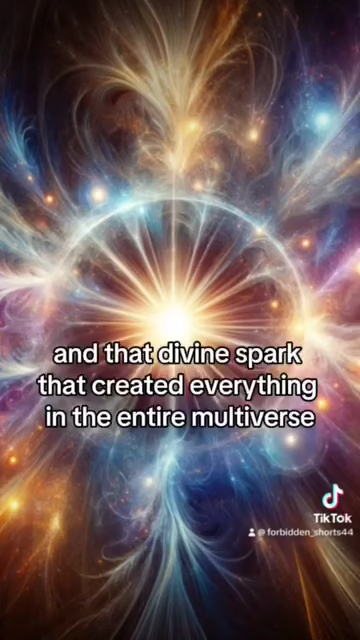 and that divine spark
that created everything
in the entire multiverse
TikTok
@forbidden_shorts44